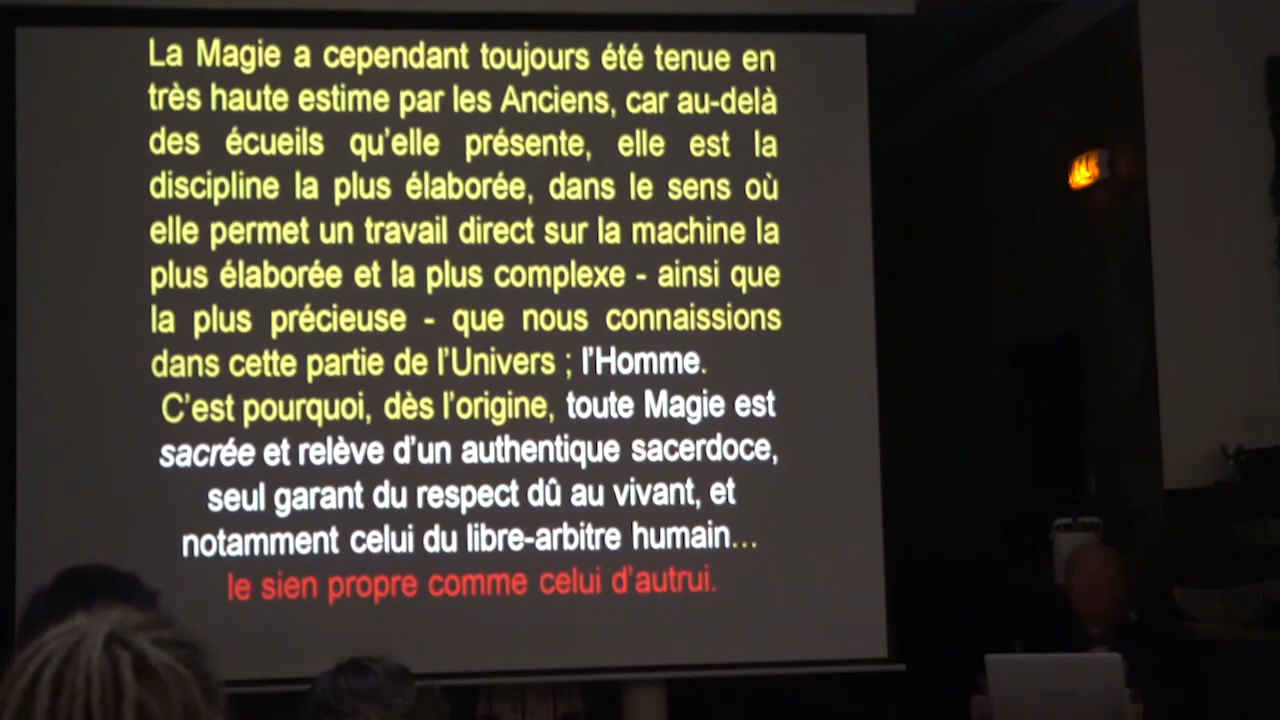 La Magie a cependant toujours été tenue en
très haute estime par les Anciens, car au-delà
des écueils qu'elle présente, elle est la
discipline la plus élaborée, dans le sens où
elle permet un travail direct sur la machine la
plus élaborée et la plus complexe - ainsi que
la plus précieuse - que nous connaissions
dans cette partie de l'Univers ; l'Homme.
C'est pourquoi, dès l'origine, toute Magie est
sacrée et relève d'un authentique sacerdoce,
seul garant du respect dû au vivant, et
notamment celui du libre-arbitre humain...
le sien propre comme celui d'autrui.